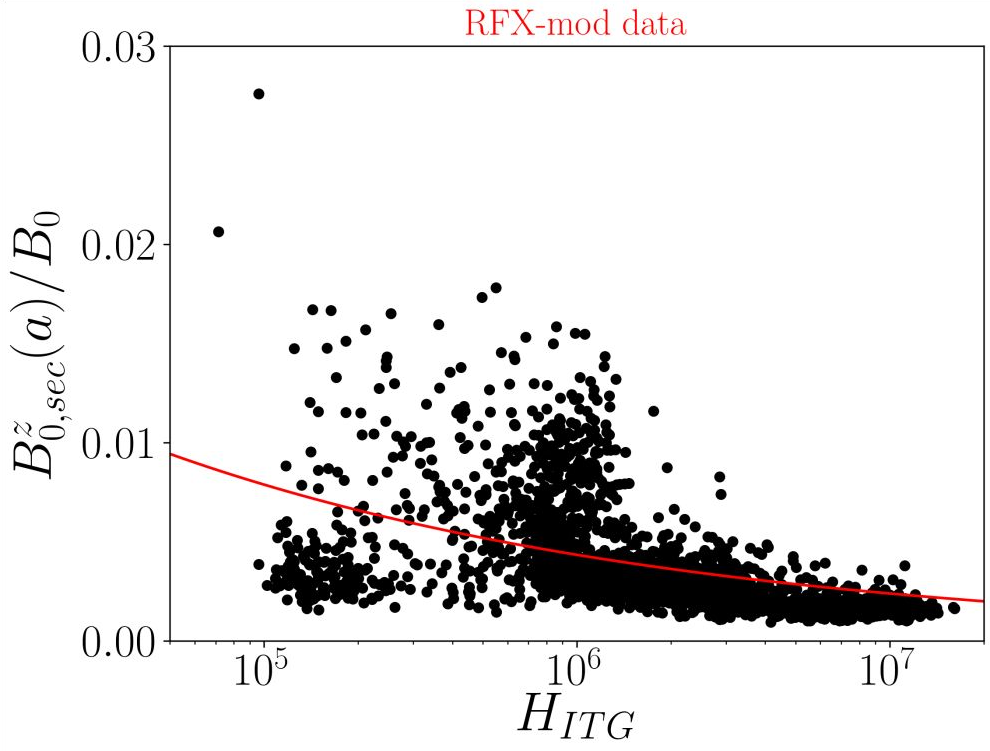 RFX-mod data
0.03
0.02
0.01
0.00
B^z_{0,sec}(a)/B_0
10^5 10^6 10^7
H_{ITG}